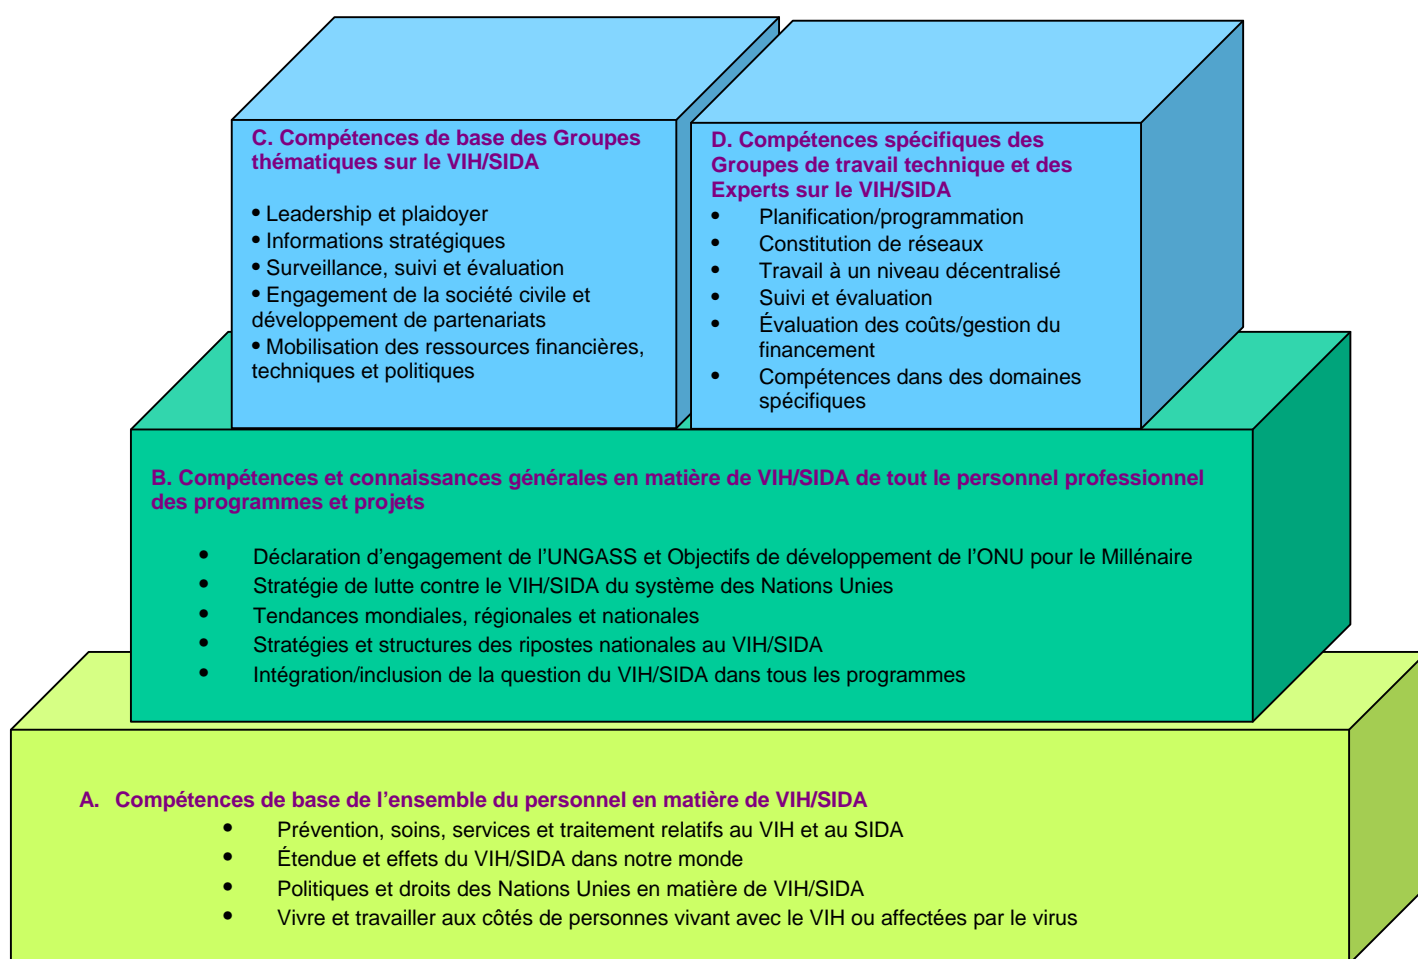 C. Compétences de base des Groupes
thématiques sur le VIH/SIDA
• Leadership et plaidoyer
• Informations stratégiques
• Surveillance, suivi et évaluation
• Engagement de la société civile et
développement de partenariats
• Mobilisation des ressources financières,
techniques et politiques
D. Compétences spécifiques des
Groupes de travail technique et des
Experts sur le VIH/SIDA
• Planification/programmation
• Constitution de réseaux
• Travail à un niveau décentralisé
• Suivi et évaluation
• Évaluation des coûts/gestion du
financement
• Compétences dans des domaines
spécifiques
B. Compétences et connaissances générales en matière de VIH/SIDA de tout le personnel professionnel
des programmes et projets
• Déclaration d’engagement de l’UNGASS et Objectifs de développement de l’ONU pour le Millénaire
• Stratégie de lutte contre le VIH/SIDA du système des Nations Unies
• Tendances mondiales, régionales et nationales
• Stratégies et structures des ripostes nationales au VIH/SIDA
• Intégration/inclusion de la question du VIH/SIDA dans tous les programmes
A. Compétences de base de l’ensemble du personnel en matière de VIH/SIDA
• Prévention, soins, services et traitement relatifs au VIH et au SIDA
• Étendue et effets du VIH/SIDA dans notre monde
• Politiques et droits des Nations Unies en matière de VIH/SIDA
• Vivre et travailler aux côtés de personnes vivant avec le VIH ou affectées par le virus